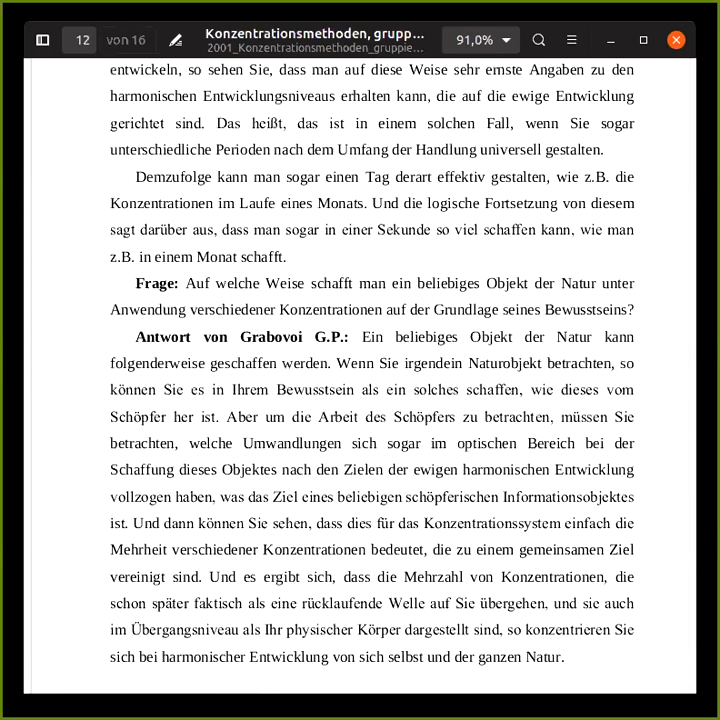 12 von 16
Konzentrationsmethoden, grupp...
2001_Konzentrationsmethoden_gruppie...
91,0%
entwickeln, so sehen Sie, dass man auf diese Weise sehr ernste Angaben zu den
harmonischen Entwicklungsniveaus erhalten kann, die auf die ewige Entwicklung
gerichtet sind. Das heißt, das ist in einem solchen Fall, wenn Sie sogar
unterschiedliche Perioden nach dem Umfang der Handlung universell gestalten.
Demzufolge kann man sogar einen Tag derart effektiv gestalten, wie z.B. die
Konzentrationen im Laufe eines Monats. Und die logische Fortsetzung von diesem
sagt darüber aus, dass man sogar in einer Sekunde so viel schaffen kann, wie man
z.B. in einem Monat schafft.
Frage: Auf welche Weise schafft man ein beliebiges Objekt der Natur unter
Anwendung verschiedener Konzentrationen auf der Grundlage seines Bewusstseins?
Antwort von Grabovoi G.P.: Ein beliebiges Objekt der Natur kann
folgenderweise geschaffen werden. Wenn Sie irgendein Naturobjekt betrachten, so
können Sie es in Ihrem Bewusstsein als ein solches schaffen, wie dieses vom
Schöpfer her ist. Aber um die Arbeit des Schöpfers zu betrachten, müssen Sie
betrachten, welche Umwandlungen sich sogar im optischen Bereich bei der
Schaffung dieses Objektes nach den Zielen der ewigen harmonischen Entwicklung
vollzogen haben, was das Ziel eines beliebigen schöpferischen Informationsobjektes
ist. Und dann können Sie sehen, dass dies für das Konzentrationssystem einfach die
Mehrheit verschiedener Konzentrationen bedeutet, die zu einem gemeinsamen Ziel
vereinigt sind. Und es ergibt sich, dass die Mehrzahl von Konzentrationen, die
schon später faktisch als eine rücklaufende Welle auf Sie übergehen, und sie auch
im Übergangsniveau als Ihr physischer Körper dargestellt sind, so konzentrieren Sie
sich bei harmonischer Entwicklung von sich selbst und der ganzen Natur.